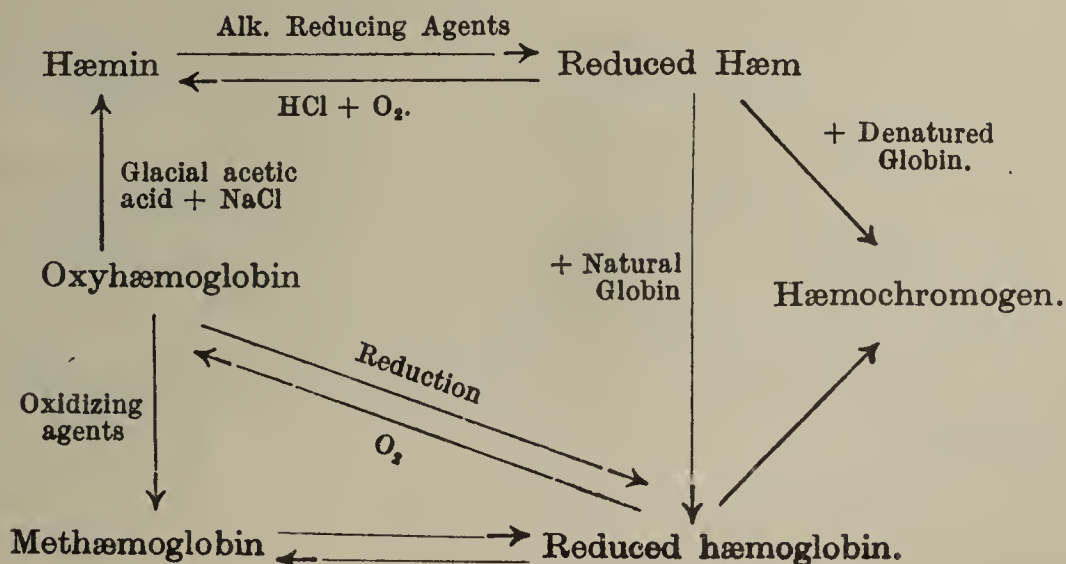 Alk. Reducing Agents
Hæmin
Reduced Hæm
HCl + O₂.
+ Denatured
Globin.
Glacial acetic
acid + NaCl
Oxyhæmoglobin
+ Natural
Globin
Hæmochromogen.
Reduction
Oxidizing
agents
O₂
Methæmoglobin
Reduced hæmoglobin.